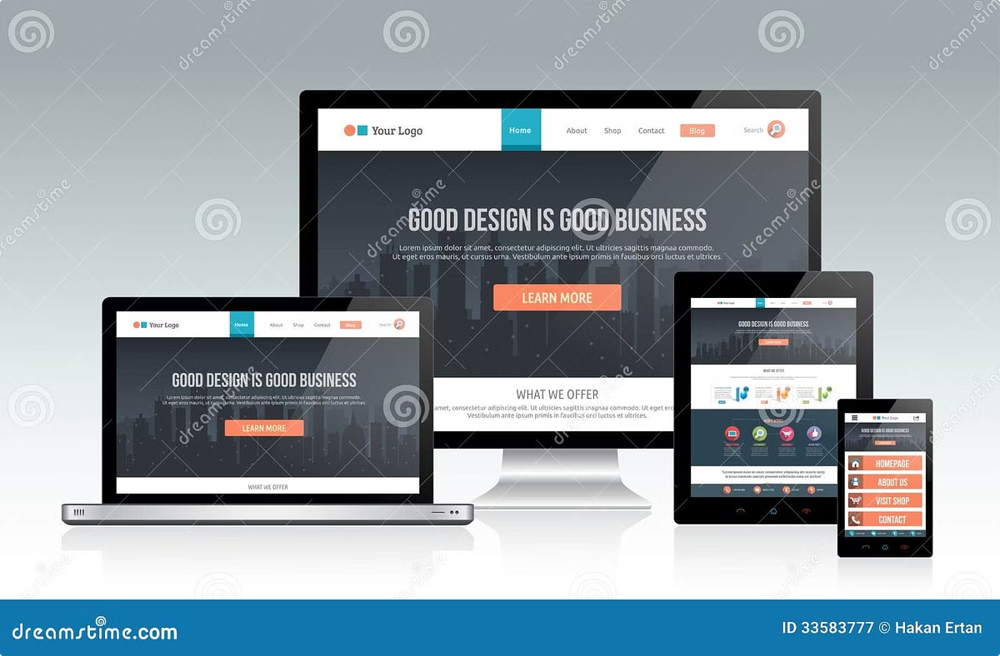 Your Logo
Home
About
Shop
Contact
Blog
Search
GOOD DESIGN IS GOOD BUSINESS
Lorem ipsum dolor sit amet, consectetur adipiscing elit. Ut ultricies sagittis magnaa commodo.
Ut eget eros mauris, ut cursus urna. Vestibulum ante ipsum primis in faucibus orci luctus et ultrices.
LEARN MORE
WHAT WE OFFER
amet, consectetur adipiscing elit. Ut ultricies sagittis magnaa commodo. Ut eget eros
Vestibulum ante ipsum primis in faucibus orci luctus et ultrices.
Your Logo
Home
About
Shop
Contact
Blog
Search
GOOD DESIGN IS GOOD BUSINESS
Lorem ipsum dolor sit amet, consectetur adipiscing elit. Ut ultricies sagittis magnaa commodo.
Ut eget eros mauris, ut cursus urna. Vestibulum ante ipsum primis in faucibus orci luctus et ultrices.
LEARN MORE
WHAT WE OFFER
Your Logo
GOOD DESIGN IS GOOD BUSINESS
LEARN MORE
WHAT WE OFFER
Your Logo
GOOD DESIGN IS GOOD BUSINESS
HOMEPAGE
ABOUT US
VISIT SHOP
CONTACT
dreamstime.com
ID 33583777 © Hakan Ertan